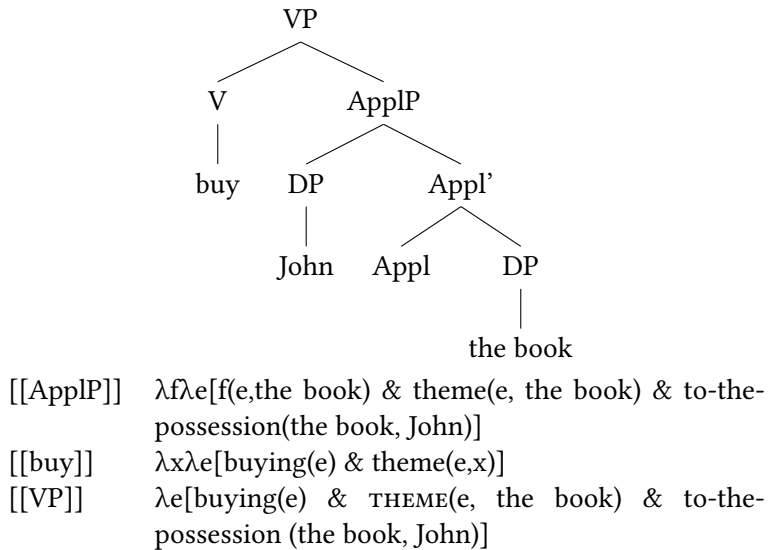 VP
V ApplP
buy DP Appl’
John Appl DP
the book
[[ApplP]] λfλe[f(e,the book) & theme(e, the book) & to-the-
possession(the book, John)]
[[buy]] λxλe[buying(e) & theme(e,x)]
[[VP]] λe[buying(e) & ᴛʜᴇᴍᴇ(e, the book) & to-the-
possession (the book, John)]